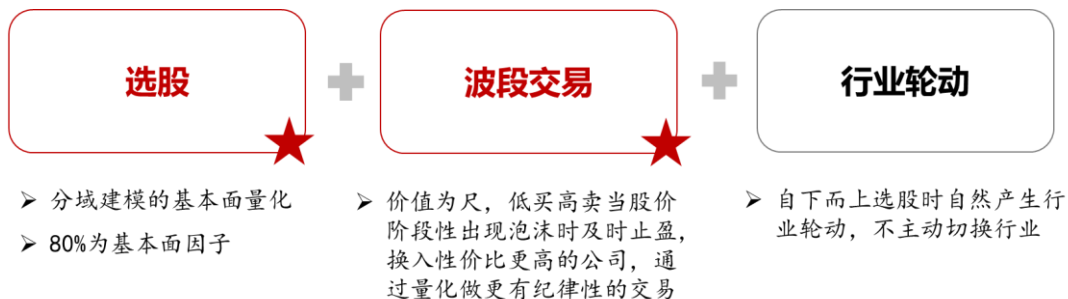 选股
波段交易
行业轮动
➢ 分域建模的基本面量化
➢ 80%为基本面因子
➢ 价值为尺，低买高卖当股价
阶段性出现泡沫时及时止盈，
换入性价比更高的公司，通
过量化做更有纪律性的交易
➢ 自下而上选股时自然产生行
业轮动，不主动切换行业